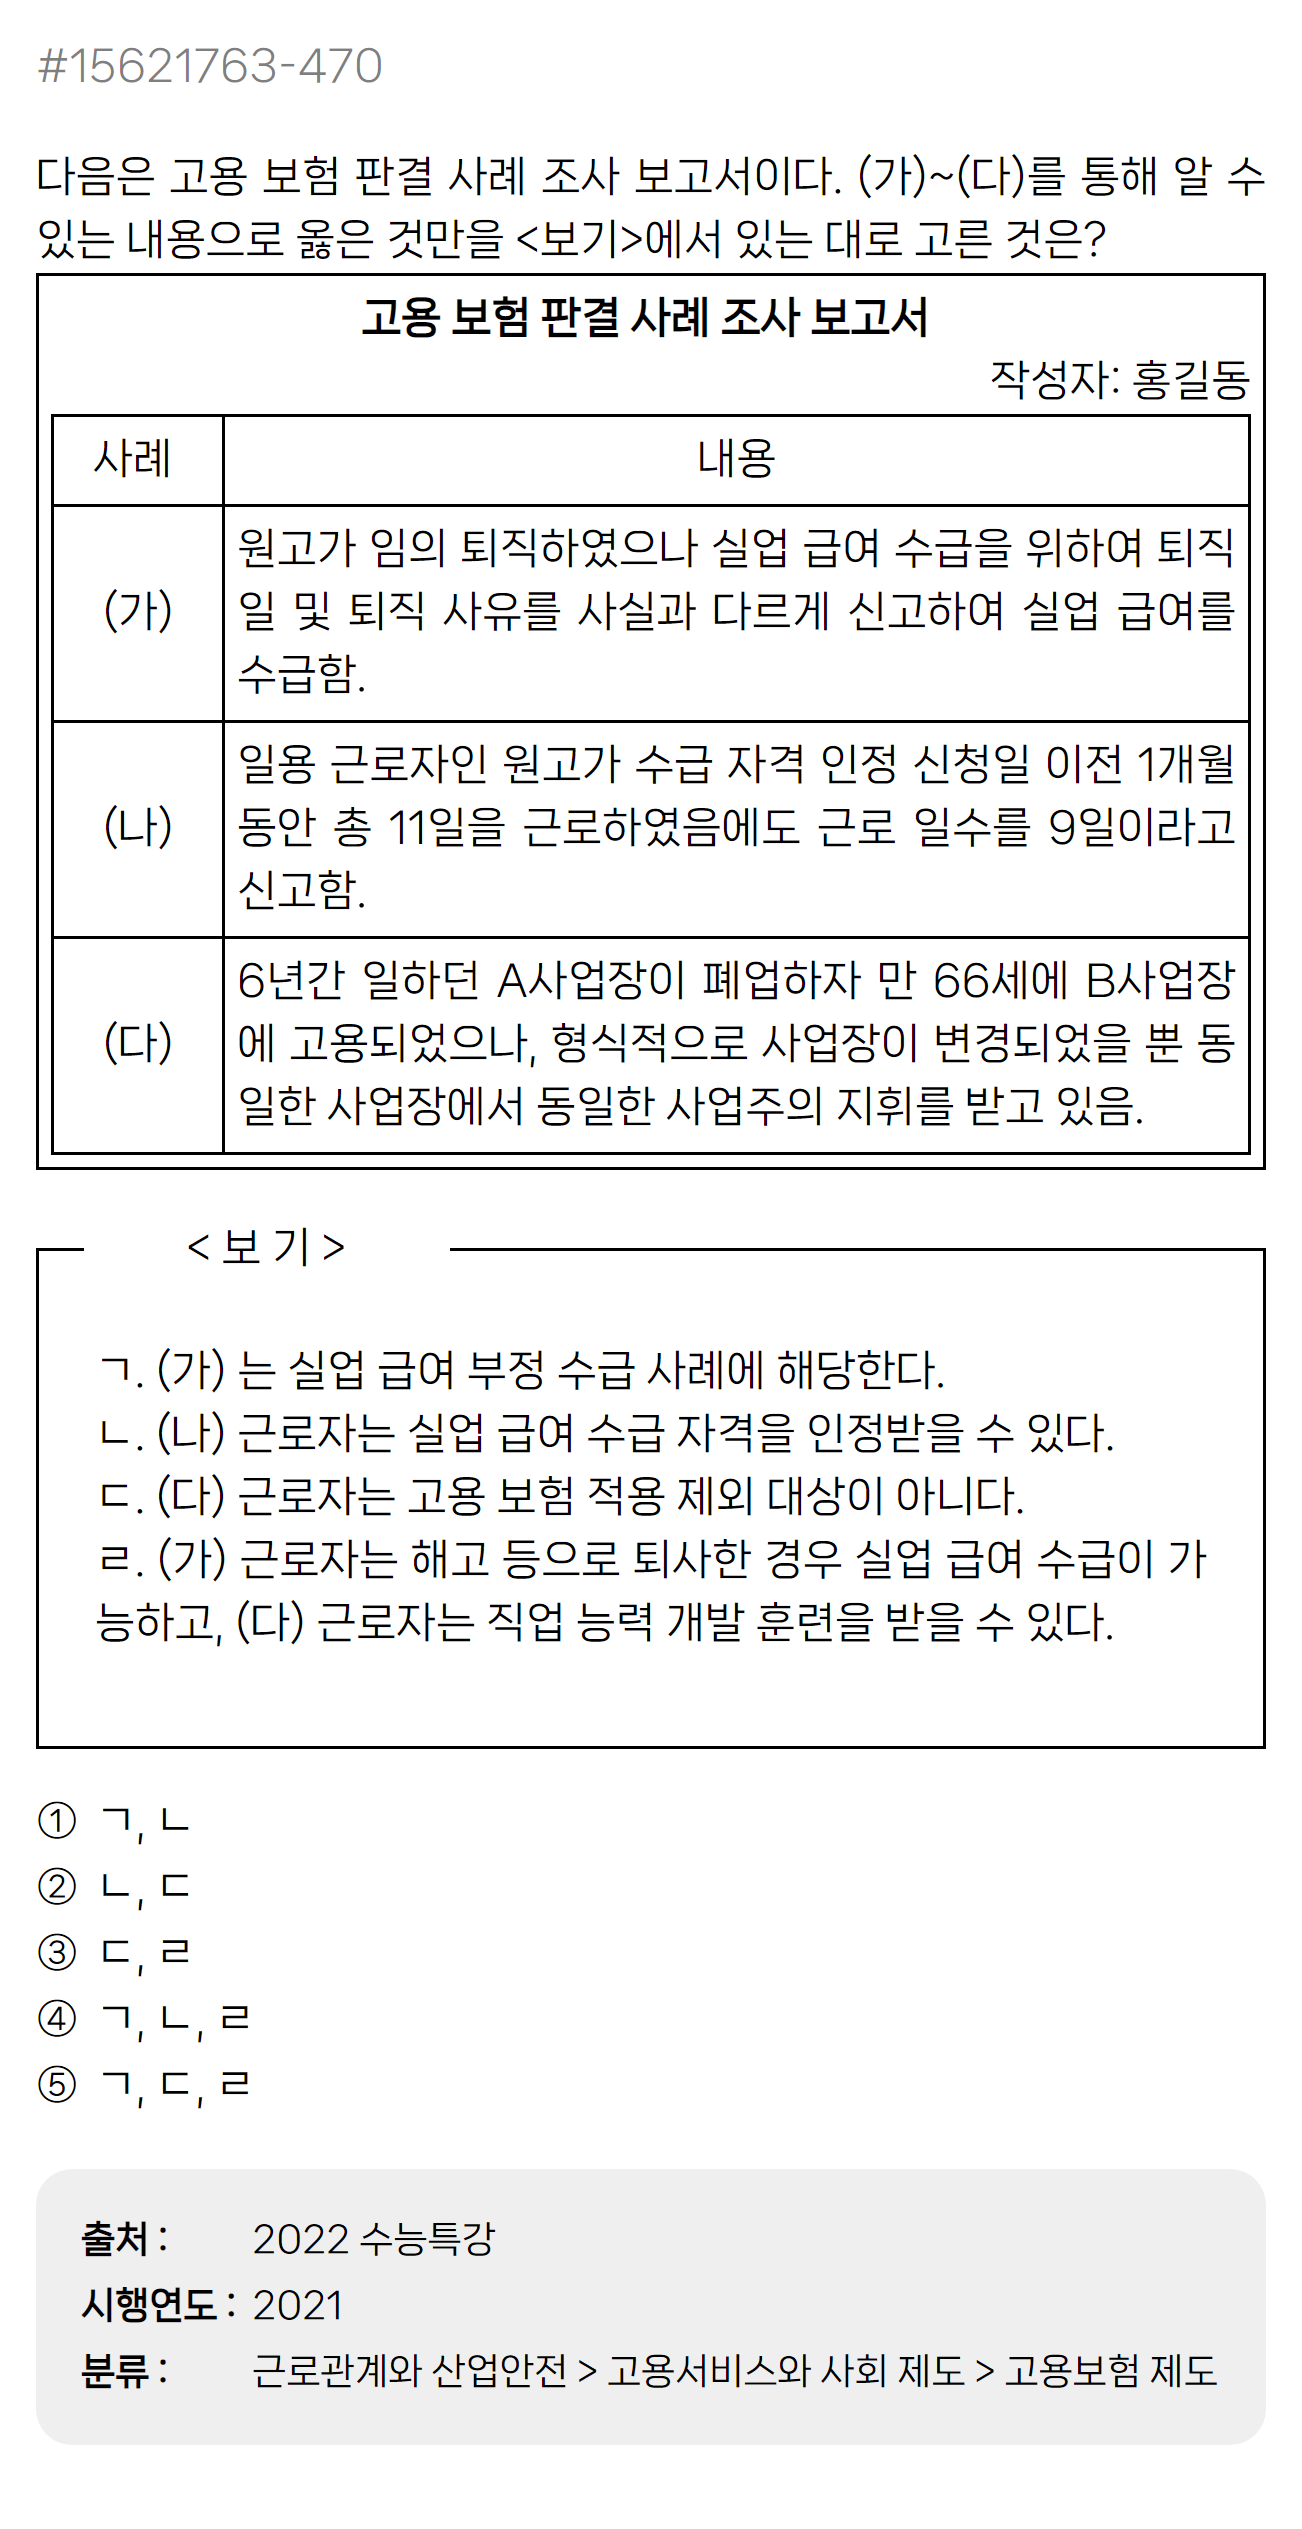 #15621763-470
다음은 고용 보험 판결 사례 조사 보고서이다. (가)~(다)를 통해 알 수
있는 내용으로 옳은 것만을 <보기>에서 있는 대로 고른 것은?
고용 보험 판결 사례 조사 보고서
작성자: 홍길동
사례 내용
(가)
원고가 임의 퇴직하였으나 실업 급여 수급을 위하여 퇴직
일 및 퇴직 사유를 사실과 다르게 신고하여 실업 급여를
수급함.
(나)
일용 근로자인 원고가 수급 자격 인정 신청일 이전 1개월
동안 총 11일을 근로하였음에도 근로 일수를 9일이라고
신고함.
(다)
6년간 일하던 A사업장이 폐업하자 만 66세에 B사업장
에 고용되었으나, 형식적으로 사업장이 변경되었을 뿐 동
일한 사업장에서 동일한 사업주의 지휘를 받고 있음.
< 보 기 >
ㄱ. (가) 는 실업 급여 부정 수급 사례에 해당한다.
ㄴ. (나) 근로자는 실업 급여 수급 자격을 인정받을 수 있다.
ㄷ. (다) 근로자는 고용 보험 적용 제외 대상이 아니다.
ㄹ. (가) 근로자는 해고 등으로 퇴사한 경우 실업 급여 수급이 가
능하고, (다) 근로자는 직업 능력 개발 훈련을 받을 수 있다.
① ㄱ, ㄴ
② ㄴ, ㄷ
③ ㄷ, ㄹ
④ ㄱ, ㄴ, ㄹ
⑤ ㄱ, ㄷ, ㄹ
출처 : 2022 수능특강
시행연도 : 2021
분류 : 근로관계와 산업안전 > 고용서비스와 사회 제도 > 고용보험 제도